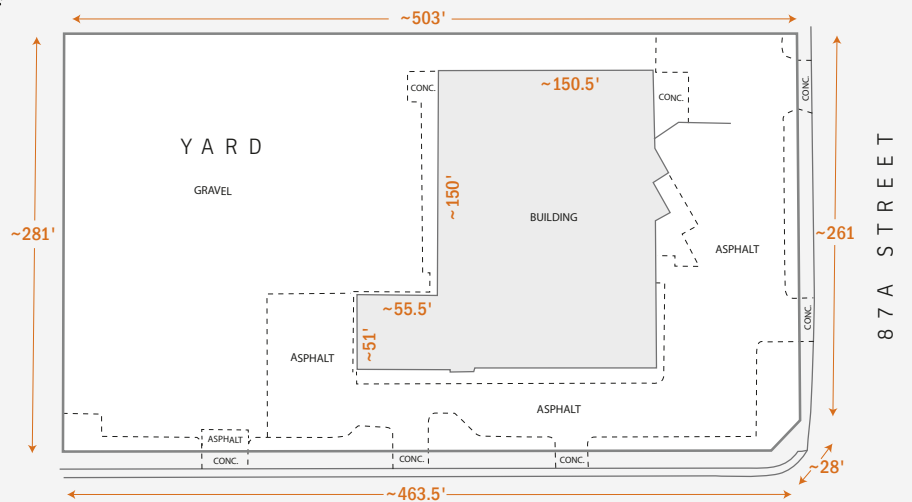 ~503'
CONC.
~150.5'
CONC.
CONC.
YARD
GRAVEL
~150'
BUILDING
~281'
~261
87A STREET
ASPHALT
~55.5'
~51'
CONC.
ASPHALT
ASPHALT
ASPHALT
CONC.
CONC.
CONC.
~28'
~463.5'